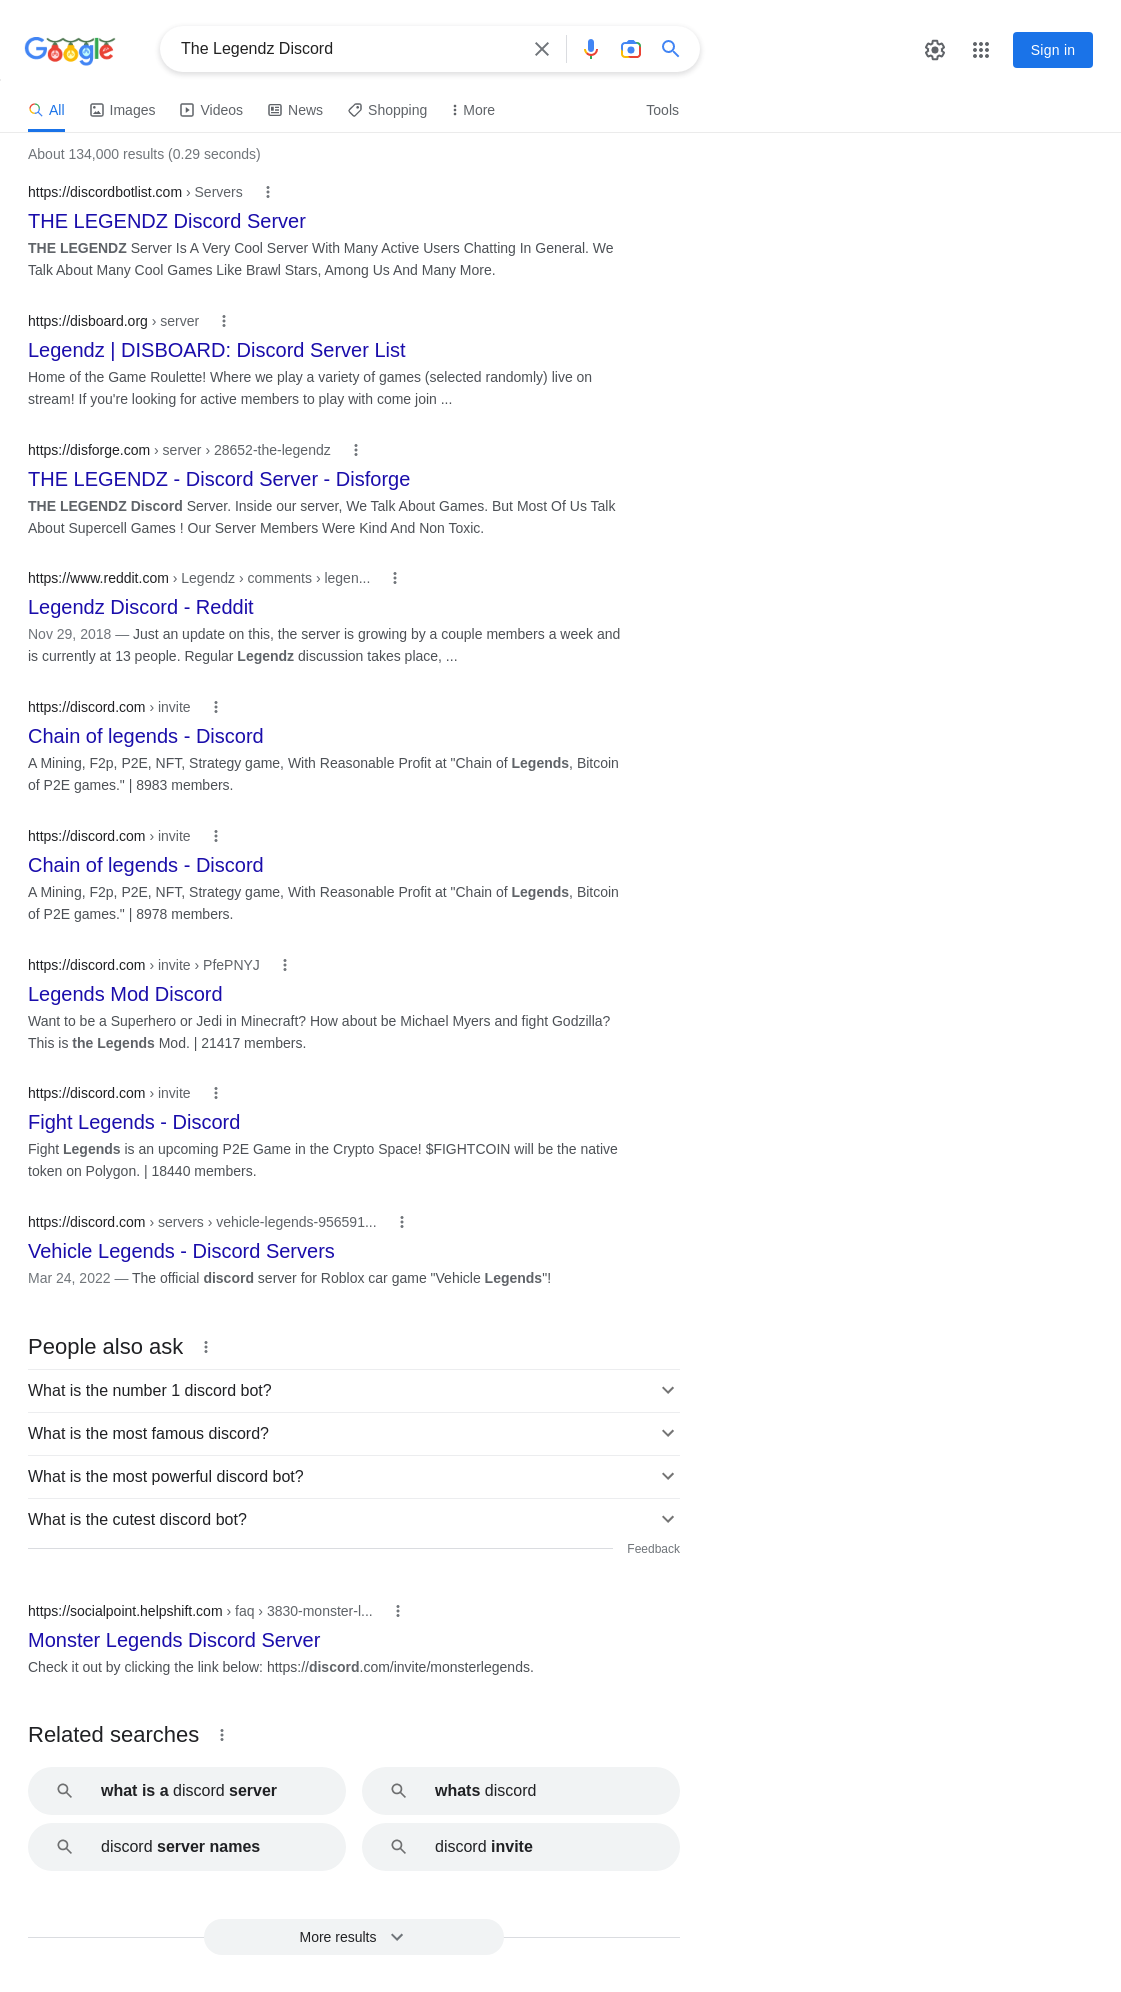 Google
The Legendz Discord
Sign in
All Images Videos News Shopping More Tools
About 134,000 results (0.29 seconds)
https://discordbotlist.com › Servers
THE LEGENDZ Discord Server
THE LEGENDZ Server Is A Very Cool Server With Many Active Users Chatting In General. We
Talk About Many Cool Games Like Brawl Stars, Among Us And Many More.
https://disboard.org › server
Legendz | DISBOARD: Discord Server List
Home of the Game Roulette! Where we play a variety of games (selected randomly) live on
stream! If you're looking for active members to play with come join ...
https://disforge.com › server › 28652-the-legendz
THE LEGENDZ - Discord Server - Disforge
THE LEGENDZ Discord Server. Inside our server, We Talk About Games. But Most Of Us Talk
About Supercell Games ! Our Server Members Were Kind And Non Toxic.
https://www.reddit.com › Legendz › comments › legen...
Legendz Discord - Reddit
Nov 29, 2018 — Just an update on this, the server is growing by a couple members a week and
is currently at 13 people. Regular Legendz discussion takes place, ...
https://discord.com › invite
Chain of legends - Discord
A Mining, F2p, P2E, NFT, Strategy game, With Reasonable Profit at "Chain of Legends, Bitcoin
of P2E games." | 8983 members.
https://discord.com › invite
Chain of legends - Discord
A Mining, F2p, P2E, NFT, Strategy game, With Reasonable Profit at "Chain of Legends, Bitcoin
of P2E games." | 8978 members.
https://discord.com › invite › PfePNYJ
Legends Mod Discord
Want to be a Superhero or Jedi in Minecraft? How about be Michael Myers and fight Godzilla?
This is the Legends Mod. | 21417 members.
https://discord.com › invite
Fight Legends - Discord
Fight Legends is an upcoming P2E Game in the Crypto Space! $FIGHTCOIN will be the native
token on Polygon. | 18440 members.
https://discord.com › servers › vehicle-legends-956591...
Vehicle Legends - Discord Servers
Mar 24, 2022 — The official discord server for Roblox car game "Vehicle Legends"!
People also ask
What is the number 1 discord bot?
What is the most famous discord?
What is the most powerful discord bot?
What is the cutest discord bot?
Feedback
https://socialpoint.helpshift.com › faq › 3830-monster-l...
Monster Legends Discord Server
Check it out by clicking the link below: https://discord.com/invite/monsterlegends.
Related searches
what is a discord server
whats discord
discord server names
discord invite
More results